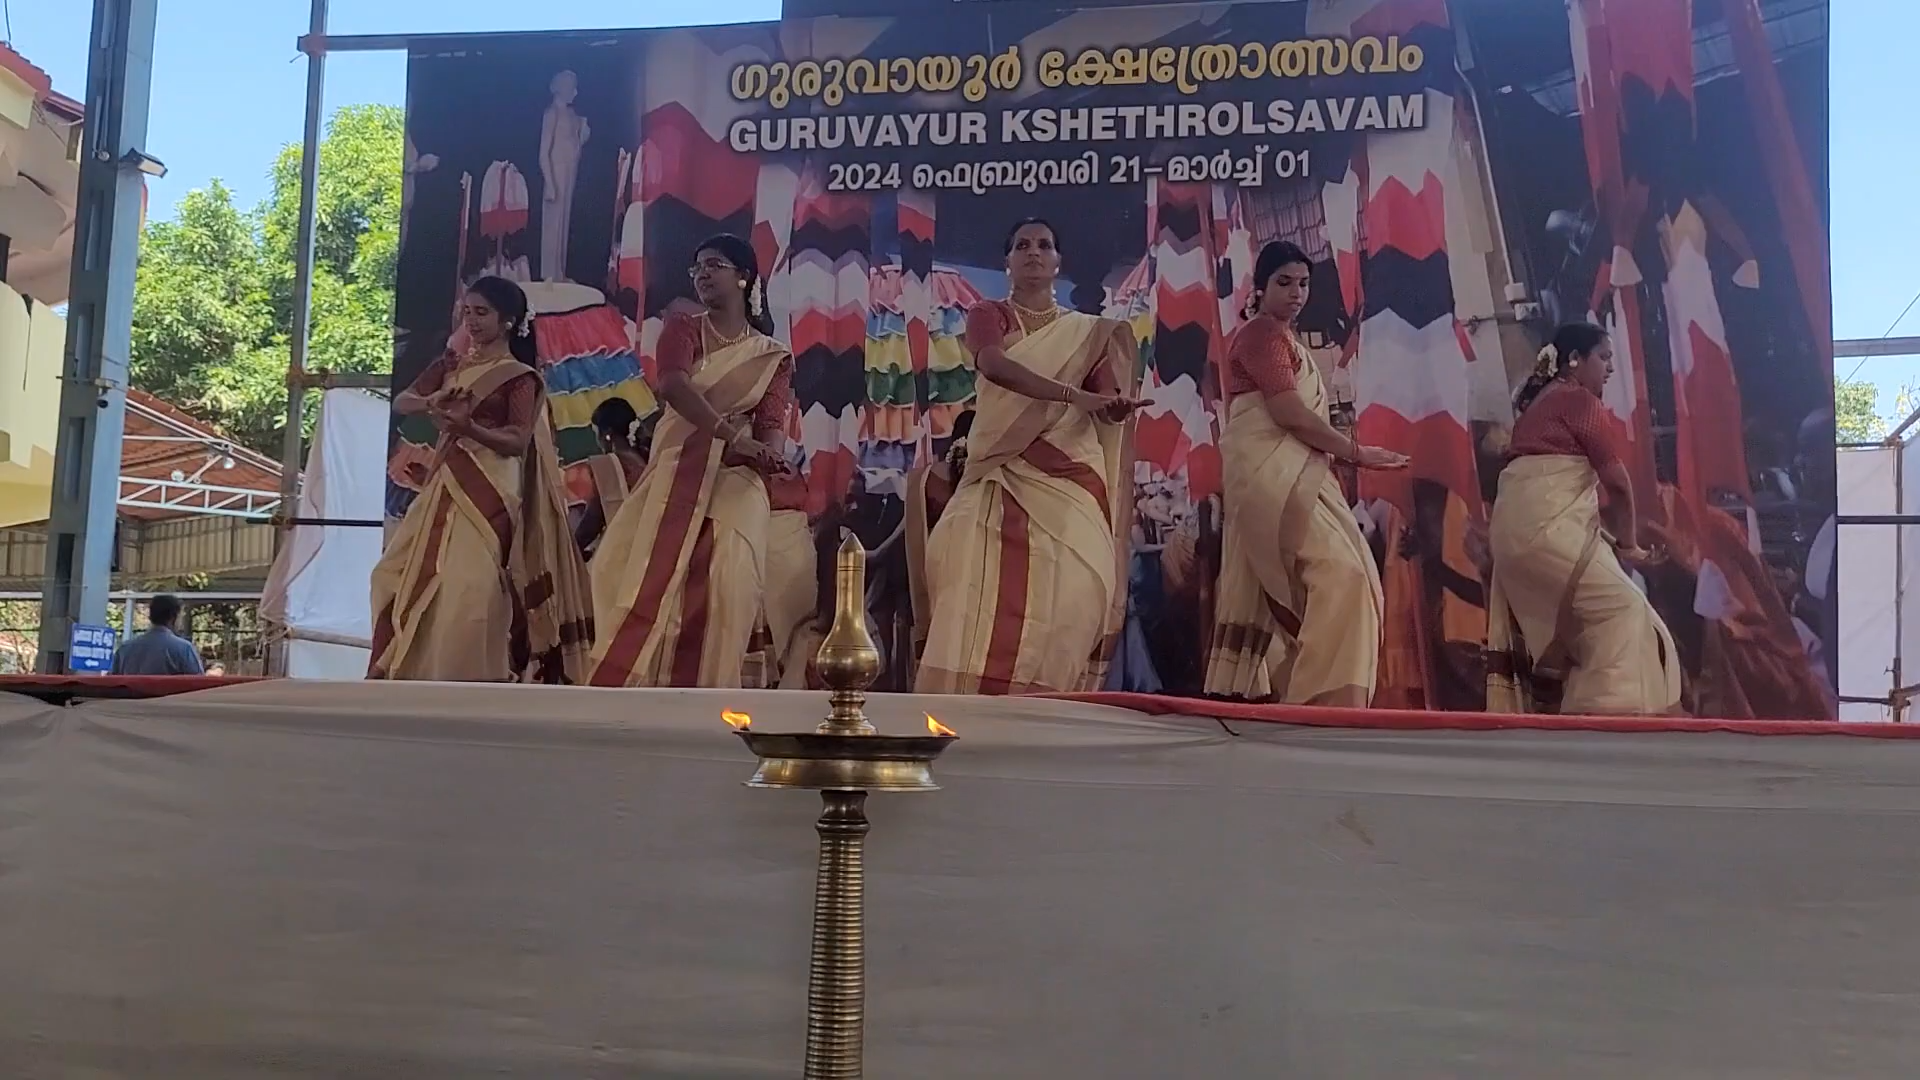 ഗുരുവായൂർ ക്ഷേത്രോത്സവം
GURUVAYUR KSHETHROLSAVAM
2024 ഫെബ്രുവരി 21-മാർച്ച് 01